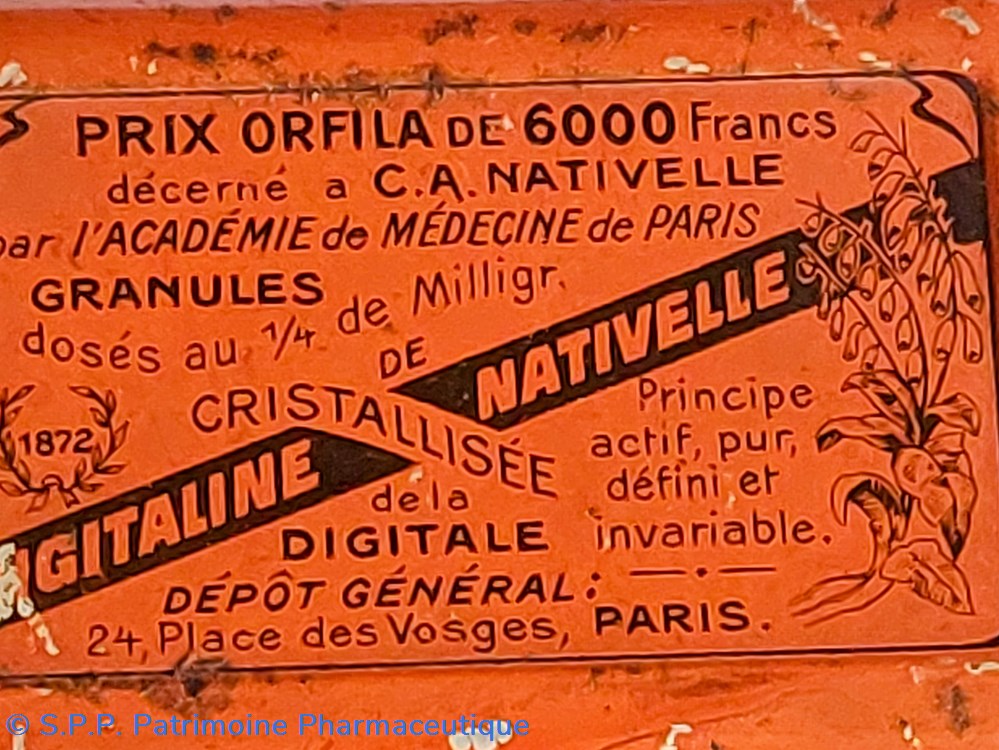 PRIX ORFILA DE 6000 Francs
décerné a C.A. NATIVELLE
par l'ACADÉMIE de MÉDECINE de PARIS
GRANULES
dosés au 1/4 de Milligr.
DE
NATIVELLE
CRISTALLISÉE
1872
DIGITALINE
de la
DIGITALE
Principe
actif, pur,
défini et
invariable.
DÉPÔT GÉNÉRAL:
24, Place des Vosges, PARIS.
© S.P.P. Patrimoine Pharmaceutique